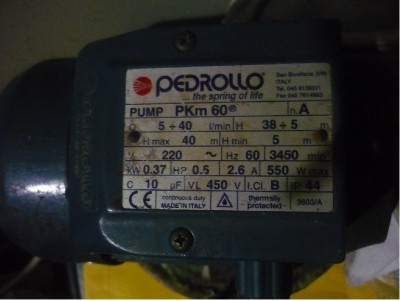 PEDROLLO®
the spring of life
San Bonifacio (VR)
ITALY
PUMP PKm 60® n. A
Q 5÷40 l/min H 38÷5 m
H max 40 m H min 5 m
V 220 ~ Hz 60 3450 min
kW 0.37 HP 0.5 2.6 A 550 W max
C 10 µF VL 450 V I.Cl. B IP 44
CE continuous duty
MADE IN ITALY
thermally
protected